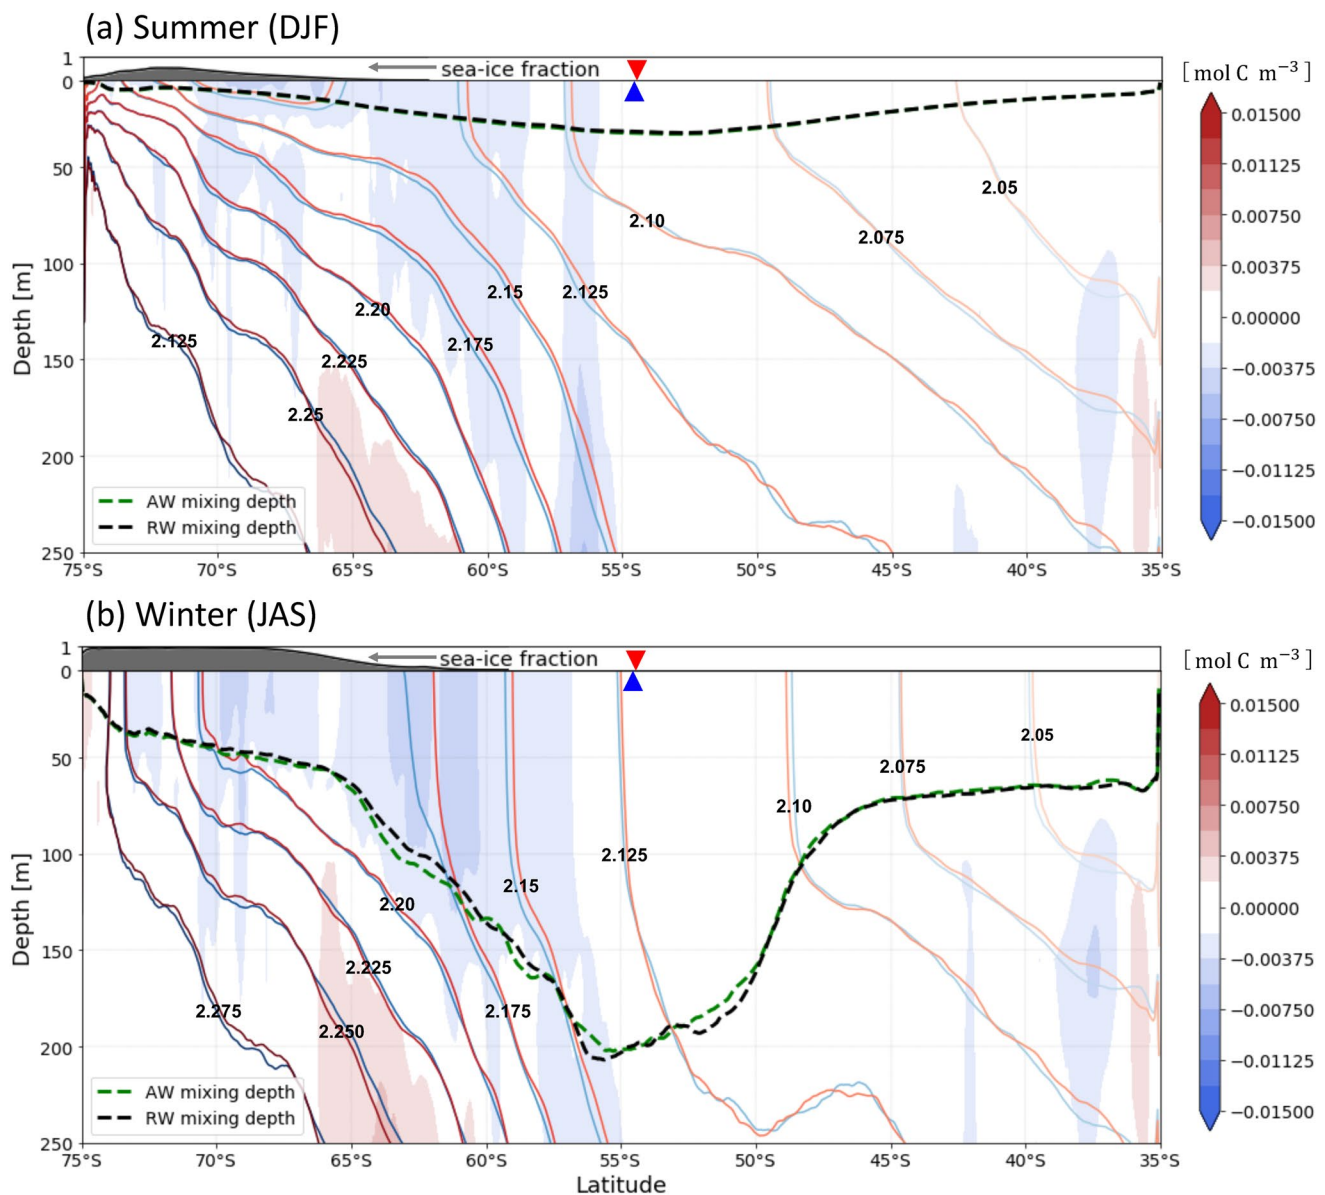 (a) Summer (DJF)
1
sea-ice fraction
[ mol C m⁻³ ]
0
0.01500
0.01125
0.00750
0.00375
0.00000
−0.00375
−0.00750
−0.01125
−0.01500
50
100
150
200
250
Depth [m]
2.05
2.10
2.075
2.15
2.125
2.20
2.125
2.175
2.225
2.25
AW mixing depth
RW mixing depth
75°S
70°S
65°S
60°S
55°S
50°S
45°S
40°S
35°S
(b) Winter (JAS)
1
sea-ice fraction
[ mol C m⁻³ ]
0
0.01500
0.01125
0.00750
0.00375
0.00000
−0.00375
−0.00750
−0.01125
−0.01500
50
100
150
200
250
Depth [m]
2.05
2.075
2.10
2.125
2.15
2.20
2.225
2.275
2.175
2.250
AW mixing depth
RW mixing depth
75°S
70°S
65°S
60°S
55°S
50°S
45°S
40°S
35°S
Latitude